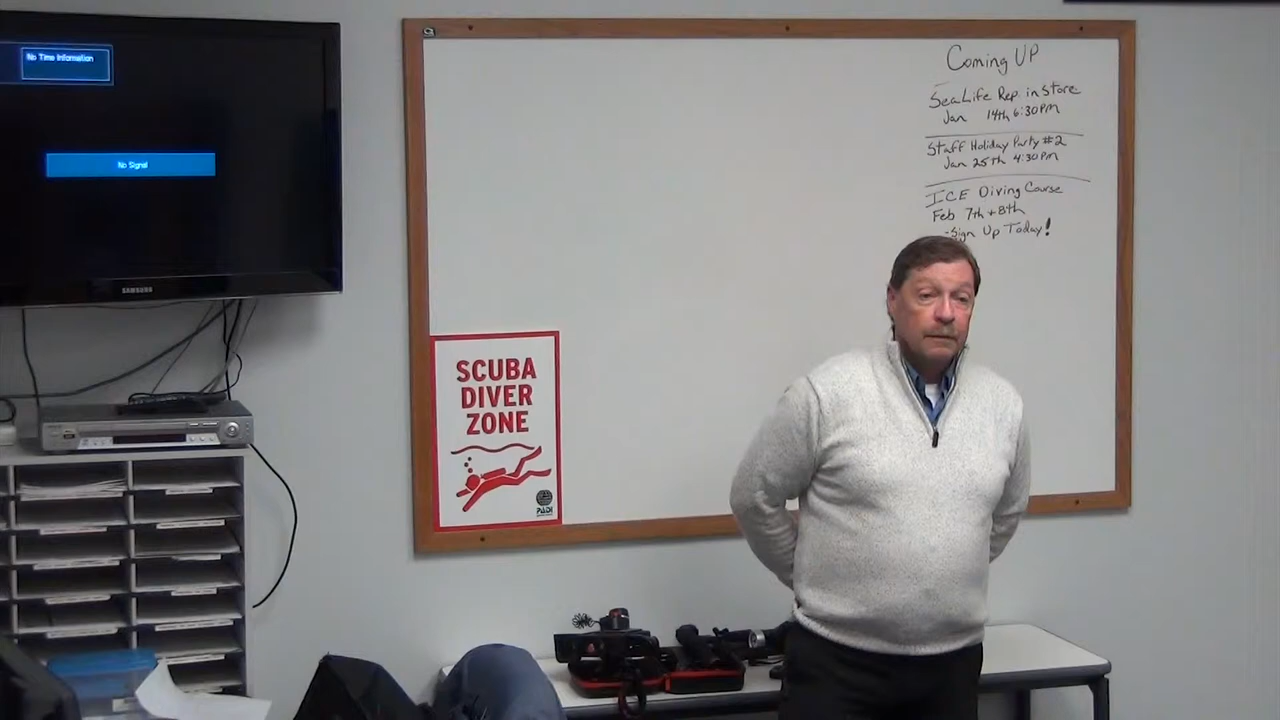 No Time Information
No Signal
SAMSUNG
Coming UP
SeaLife Rep in Store
Jan 14th 6:30PM
Staff Holiday Party #2
Jan 25th 4:30PM
ICE Diving Course
Feb 7th + 8th
-Sign Up Today!
SCUBA
DIVER
ZONE
PADI